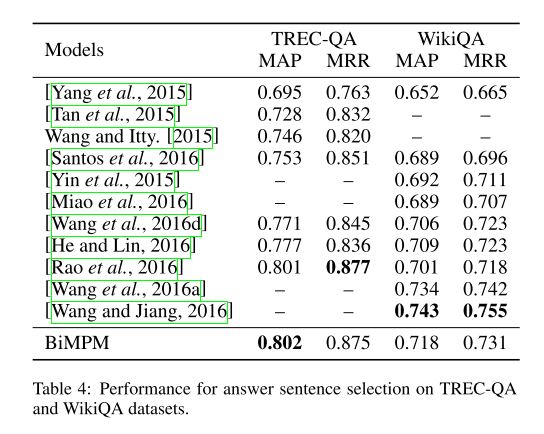 Models TREC-QA WikiQA
MAP MRR MAP MRR
[Yang et al., 2015] 0.695 0.763 0.652 0.665
[Tan et al., 2015] 0.728 0.832 – –
Wang and Itty. [2015] 0.746 0.820 – –
[Santos et al., 2016] 0.753 0.851 0.689 0.696
[Yin et al., 2015] – – 0.692 0.711
[Miao et al., 2016] – – 0.689 0.707
[Wang et al., 2016d] 0.771 0.845 0.706 0.723
[He and Lin, 2016] 0.777 0.836 0.709 0.723
[Rao et al., 2016] 0.801 0.877 0.701 0.718
[Wang et al., 2016a] – – 0.734 0.742
[Wang and Jiang, 2016] – – 0.743 0.755
BiMPM 0.802 0.875 0.718 0.731
Table 4: Performance for answer sentence selection on TREC-QA
and WikiQA datasets.